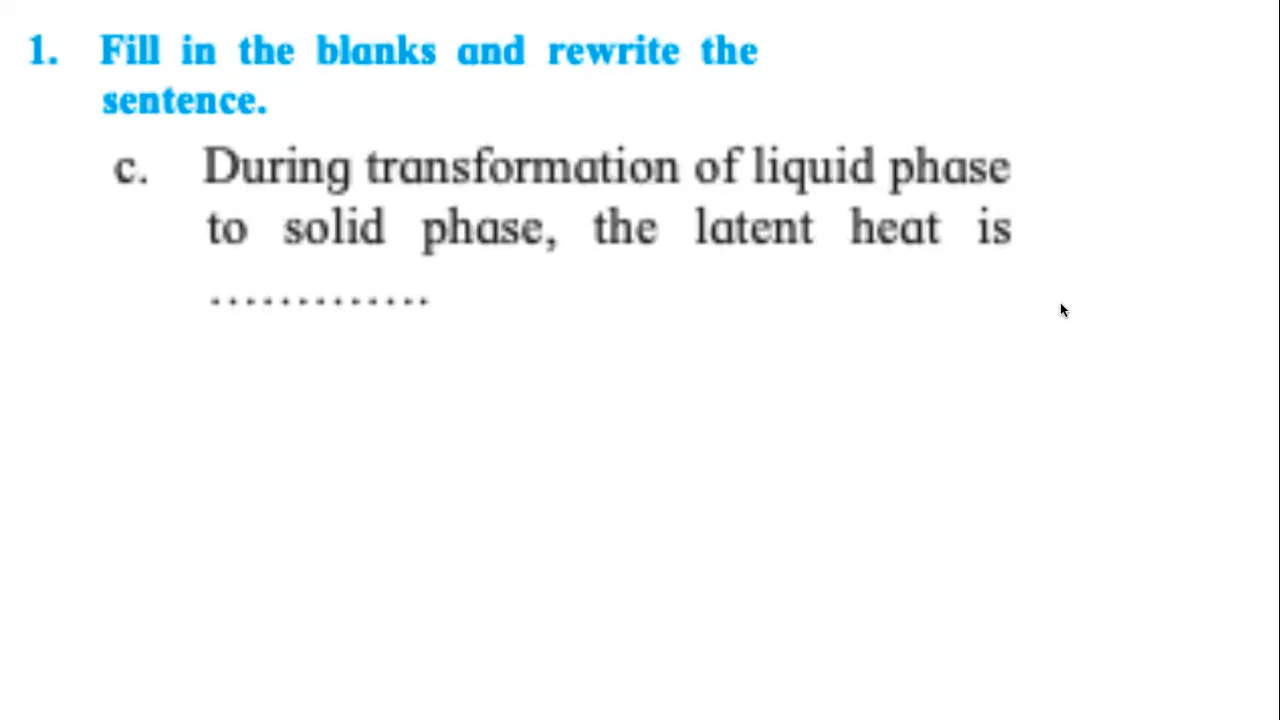 1. Fill in the blanks and rewrite the
sentence.
c. During transformation of liquid phase
to solid phase, the latent heat is
.............